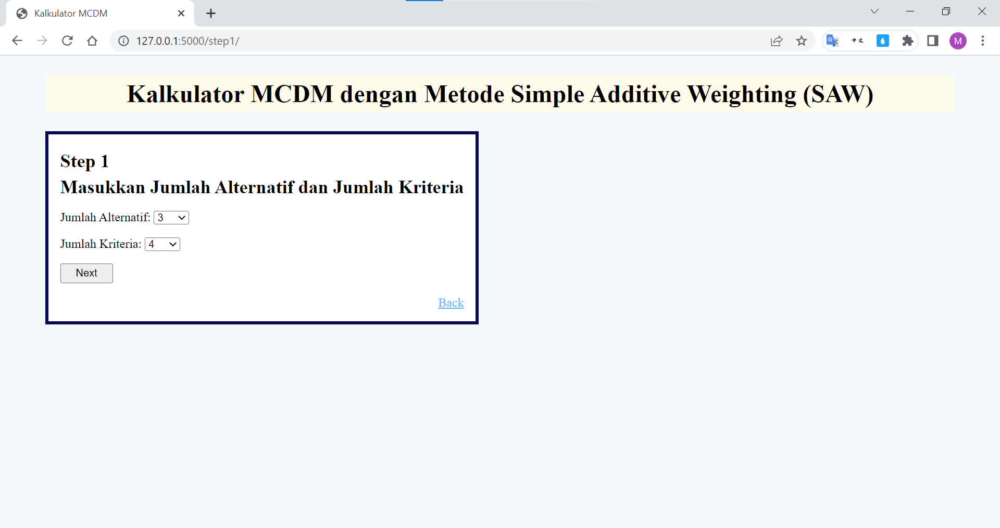 Kalkulator MCDM
127.0.0.1:5000/step1/
M
Kalkulator MCDM dengan Metode Simple Additive Weighting (SAW)
Step 1
Masukkan Jumlah Alternatif dan Jumlah Kriteria
Jumlah Alternatif: 3
Jumlah Kriteria: 4
Next
Back